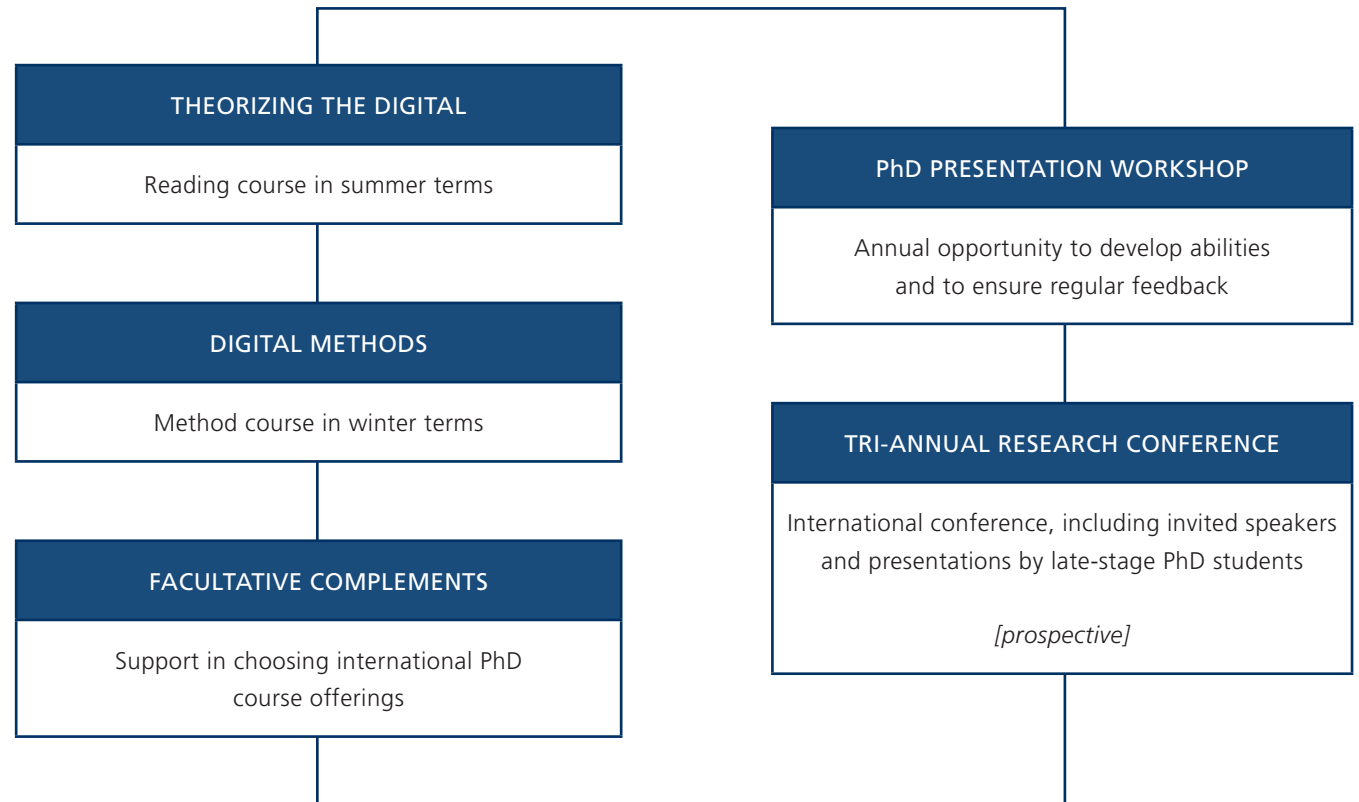 THEORIZING THE DIGITAL
Reading course in summer terms
DIGITAL METHODS
Method course in winter terms
FACULTATIVE COMPLEMENTS
Support in choosing international PhD
course offerings
PhD PRESENTATION WORKSHOP
Annual opportunity to develop abilities
and to ensure regular feedback
TRI-ANNUAL RESEARCH CONFERENCE
International conference, including invited speakers
and presentations by late-stage PhD students
[prospective]